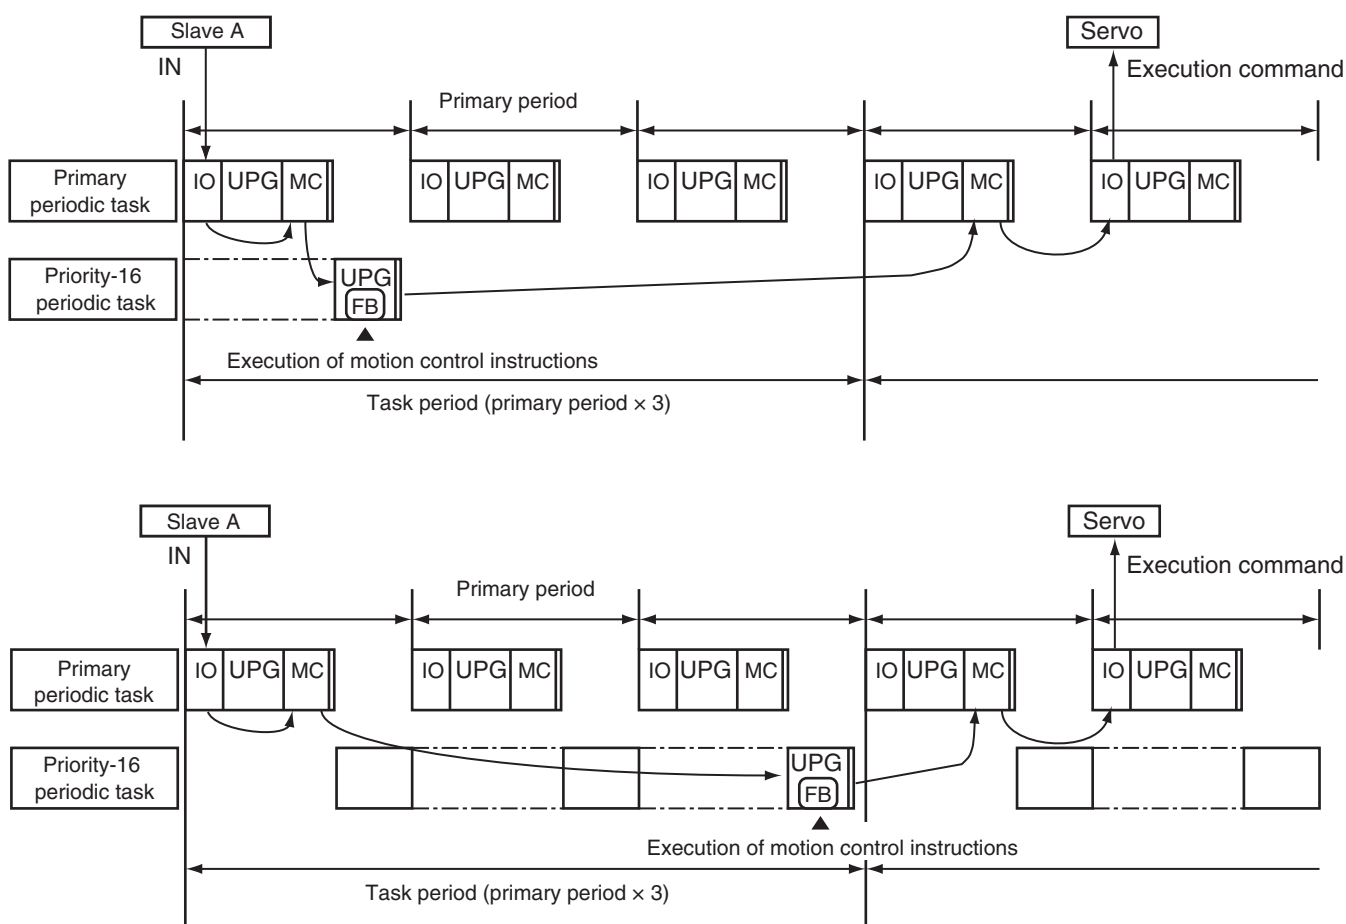 Slave A
Servo
IN
Execution command
Primary period
Primary
periodic task
IO UPG MC
IO UPG MC
IO UPG MC
IO UPG MC
IO UPG MC
Priority-16
periodic task
UPG
FB
Execution of motion control instructions
Task period (primary period × 3)
Slave A
Servo
IN
Execution command
Primary period
Primary
periodic task
IO UPG MC
IO UPG MC
IO UPG MC
IO UPG MC
IO UPG MC
Priority-16
periodic task
UPG
FB
Execution of motion control instructions
Task period (primary period × 3)